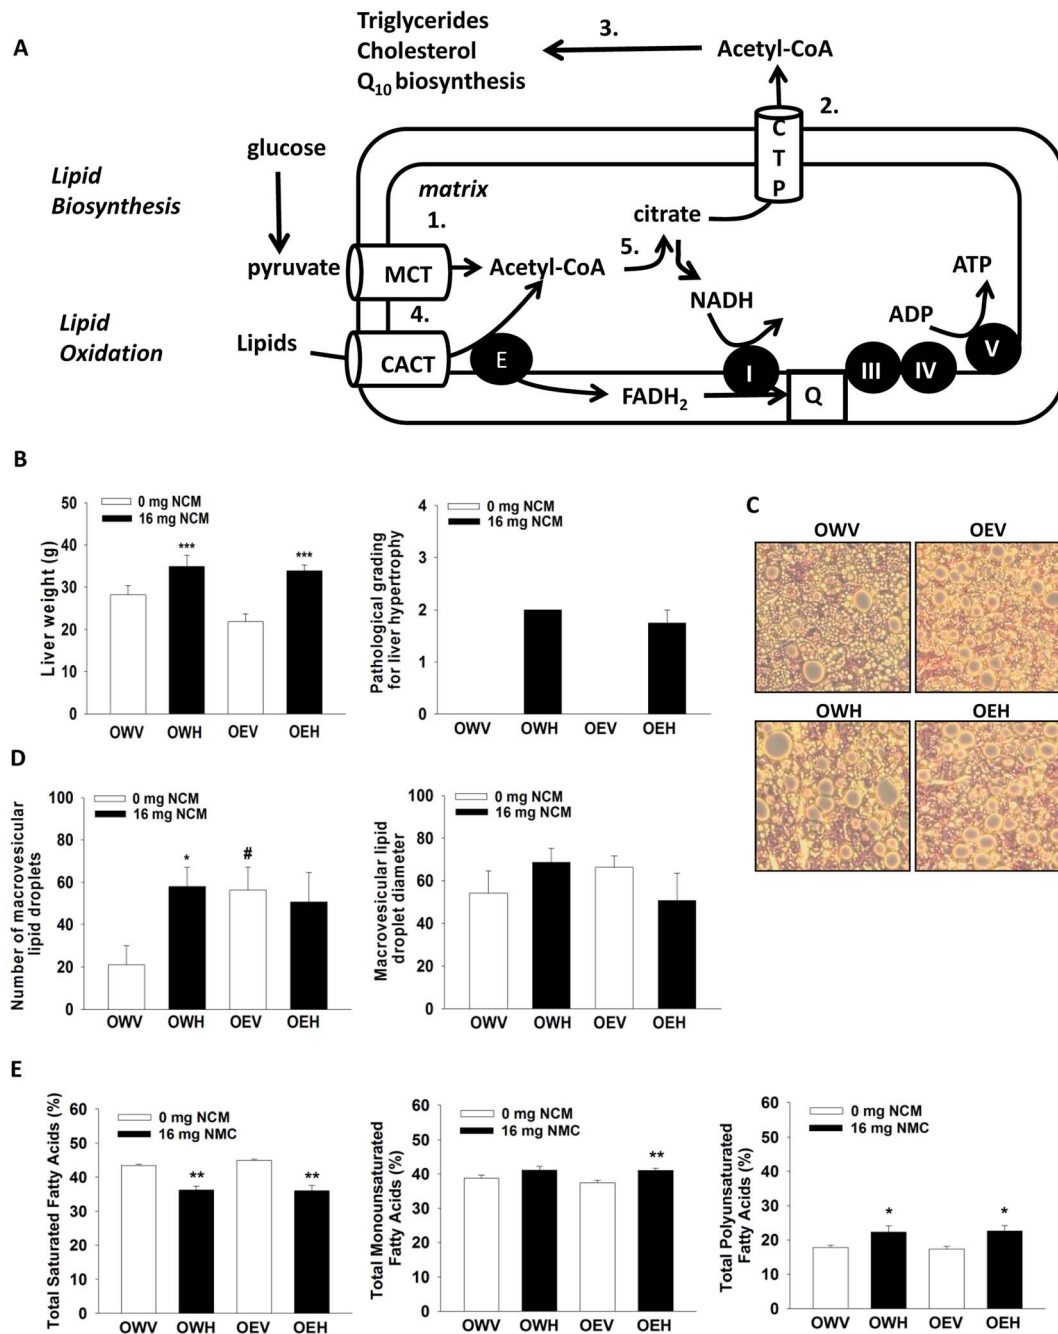 A
Triglycerides
Cholesterol
Q10 biosynthesis
3.
Acetyl-CoA
2.
C
T
P
glucose
Lipid
Biosynthesis
matrix
1.
citrate
pyruvate
MCT
Acetyl-CoA
5.
NADH
ATP
ADP
4.
Lipid
Oxidation
Lipids
CACT
E
I
III
IV
V
FADH2
Q
B
50
40
30
20
10
0
Liver weight (g)
0 mg NCM
16 mg NCM
***
***
OWV OWH OEV OEH
4
3
2
1
0
Pathological grading
for liver hypertrophy
0 mg NCM
16 mg NCM
OWV OWH OEV OEH
C
OWV
OEV
OWH
OEH
D
100
80
60
40
20
0
Number of macrovesicular
lipid droplets
0 mg NCM
16 mg NCM
*
#
OWV OWH OEV OEH
100
80
60
40
20
0
Macrovesicular lipid
droplet diameter
0 mg NCM
16 mg NCM
OWV OWH OEV OEH
E
60
50
40
30
20
10
0
Total Saturated Fatty Acids (%)
0 mg NCM
16 mg NMC
**
**
OWV OWH OEV OEH
60
50
40
30
20
10
0
Total Monounsaturated
Fatty Acids (%)
0 mg NCM
16 mg NMC
**
OWV OWH OEV OEH
60
50
40
30
20
10
0
Total Polyunsaturated
Fatty Acids (%)
0 mg NCM
16 mg NMC
*
*
OWV OWH OEV OEH